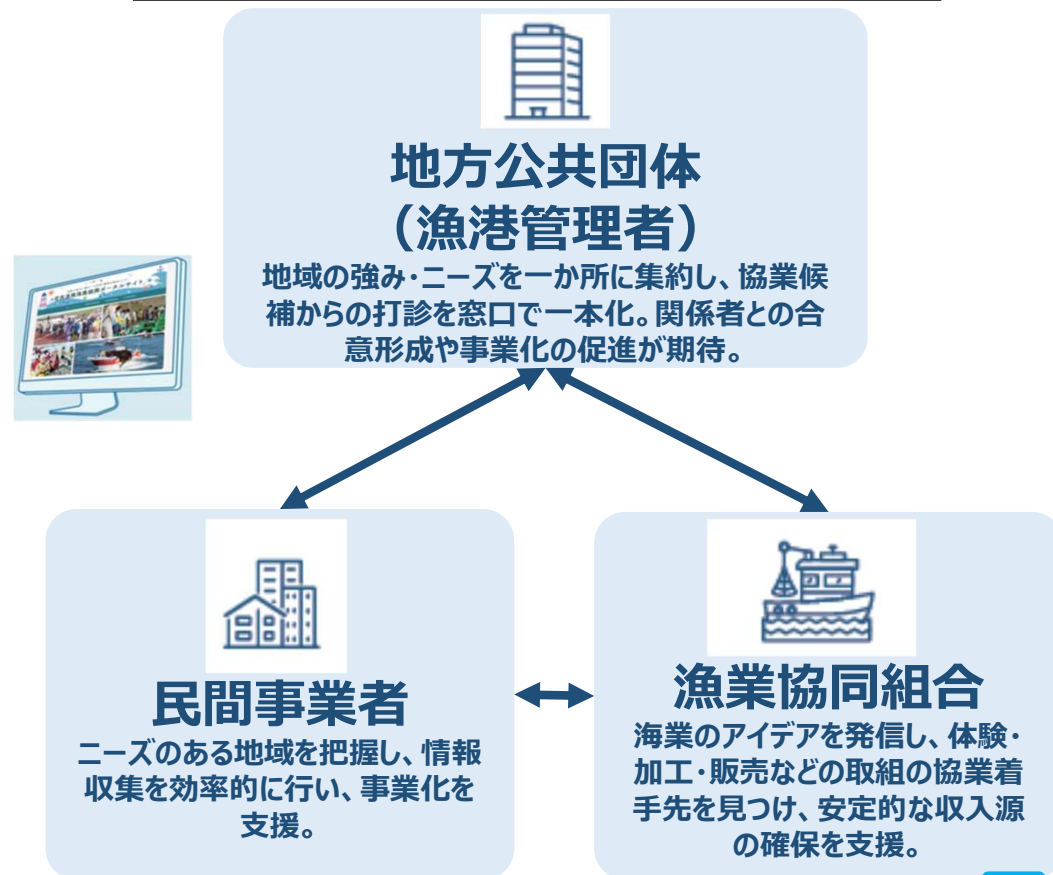 地方公共団体
（漁港管理者）
地域の強み・ニーズを一か所に集約し、協業候
補からの打診を窓口で一本化。関係者との合
意形成や事業化の促進が期待。
民間事業者
ニーズのある地域を把握し、情報
収集を効率的に行い、事業化を
支援。
漁業協同組合
海業のアイデアを発信し、体験・
加工・販売などの取組の協業着
手先を見つけ、安定的な収入源
の確保を支援。